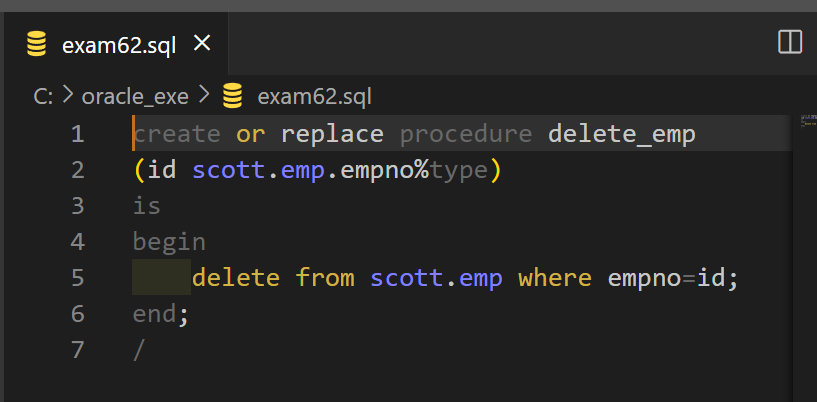 exam62.sql ×
C: > oracle_exe > exam62.sql
1 create or replace procedure delete_emp
2 (id scott.emp.empno%type)
3 is
4 begin
5     delete from scott.emp where empno=id;
6 end;
7 /